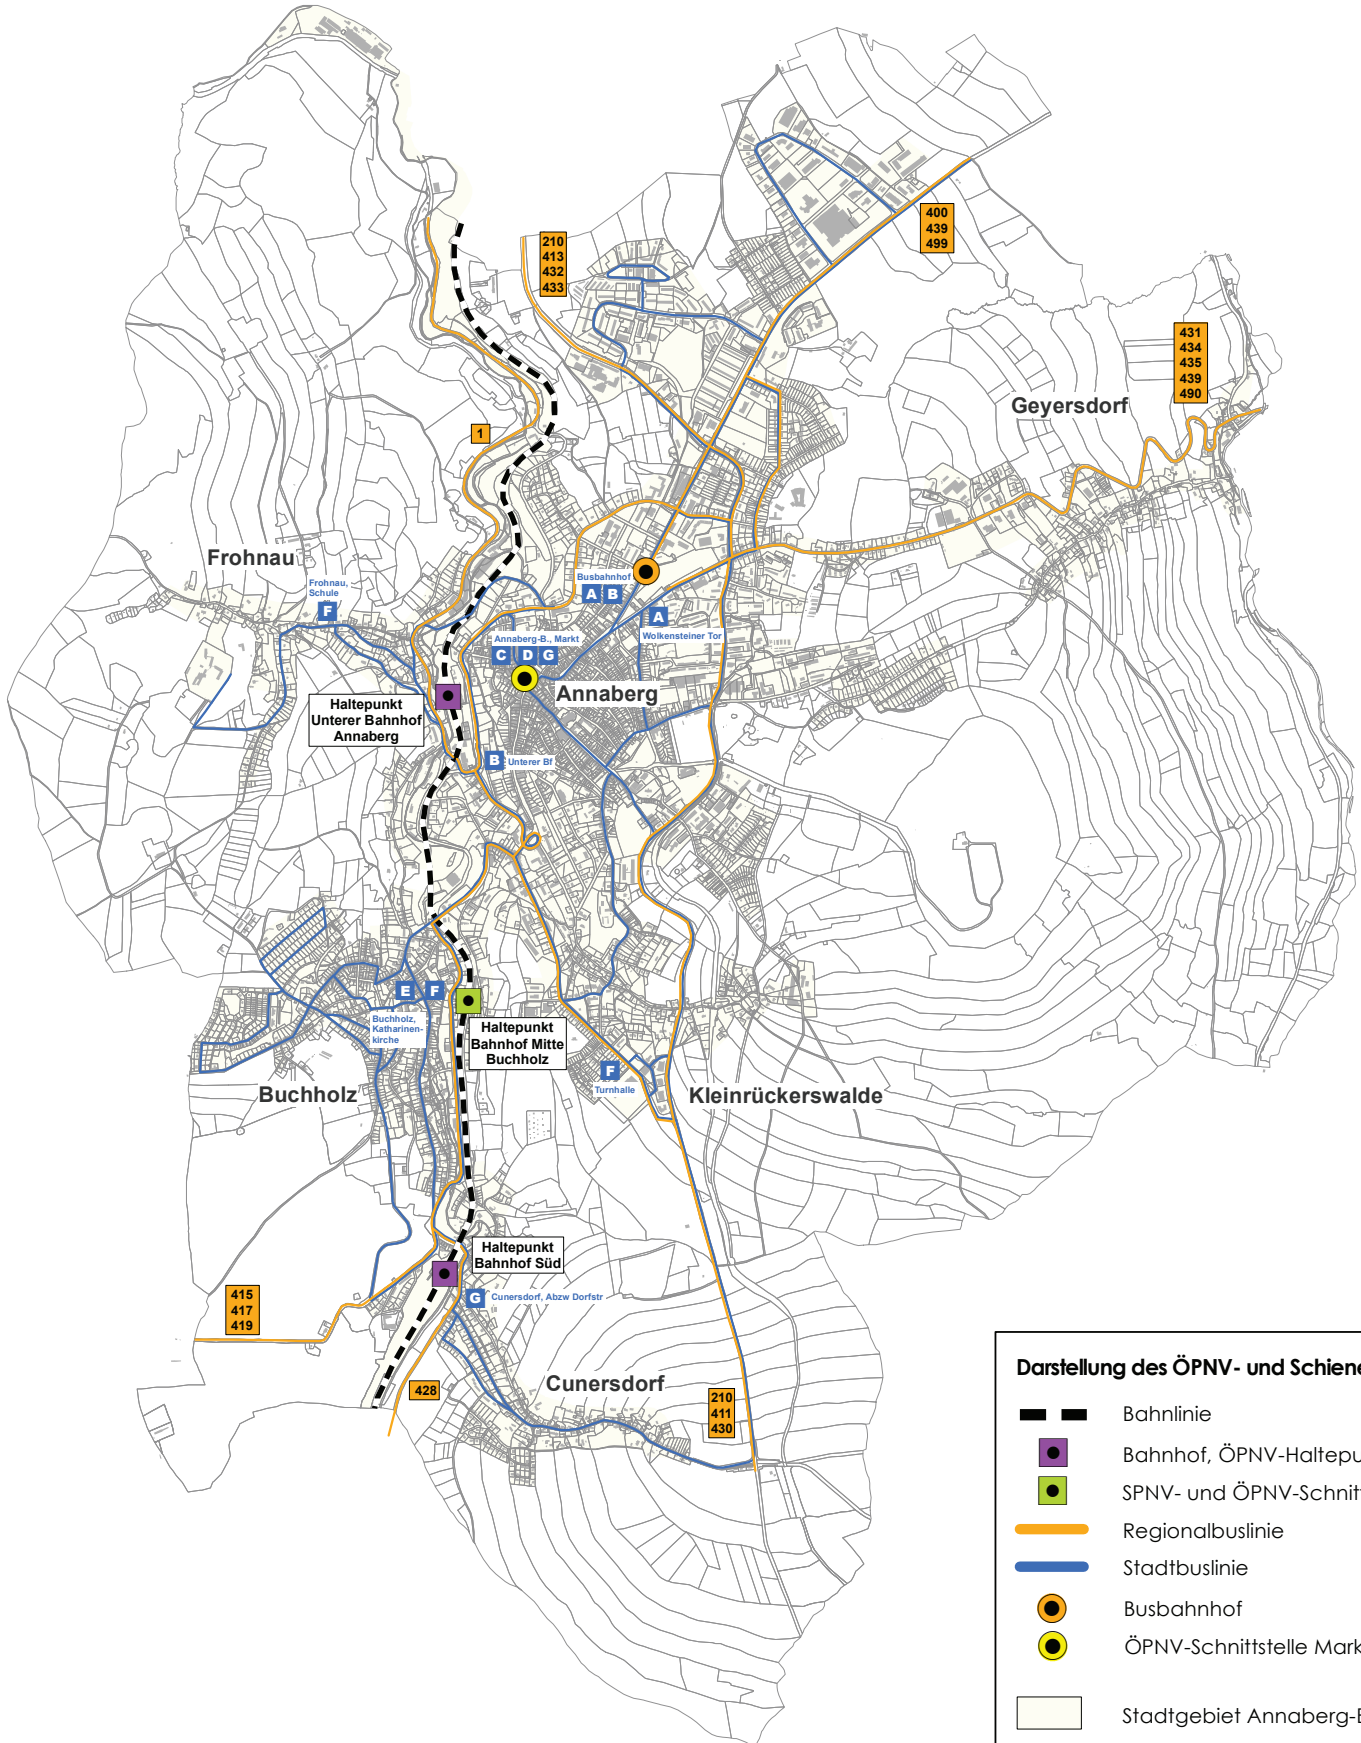 400
439
499
210
413
432
433
431
434
435
439
490
Geyersdorf
1
Frohnau
Frohnau,
Schule
F
Busbahnhof
A B
A
Wolkensteiner Tor
Annaberg-B., Markt
C D G
Annaberg
Haltepunkt
Unterer Bahnhof
Annaberg
B Unterer Bf
E F
Buchholz,
Katharinen-
kirche
Haltepunkt
Bahnhof Mitte
Buchholz
F
Turnhalle
Buchholz
Kleinrückerswalde
Haltepunkt
Bahnhof Süd
G Cunersdorf, Abzw Dorfstr
415
417
419
428
Cunersdorf
210
411
430
Darstellung des ÖPNV- und Schiene
Bahnlinie
Bahnhof, ÖPNV-Haltepu
SPNV- und ÖPNV-Schnit
Regionalbuslinie
Stadtbuslinie
Busbahnhof
ÖPNV-Schnittstelle Mark
Stadtgebiet Annaberg-B